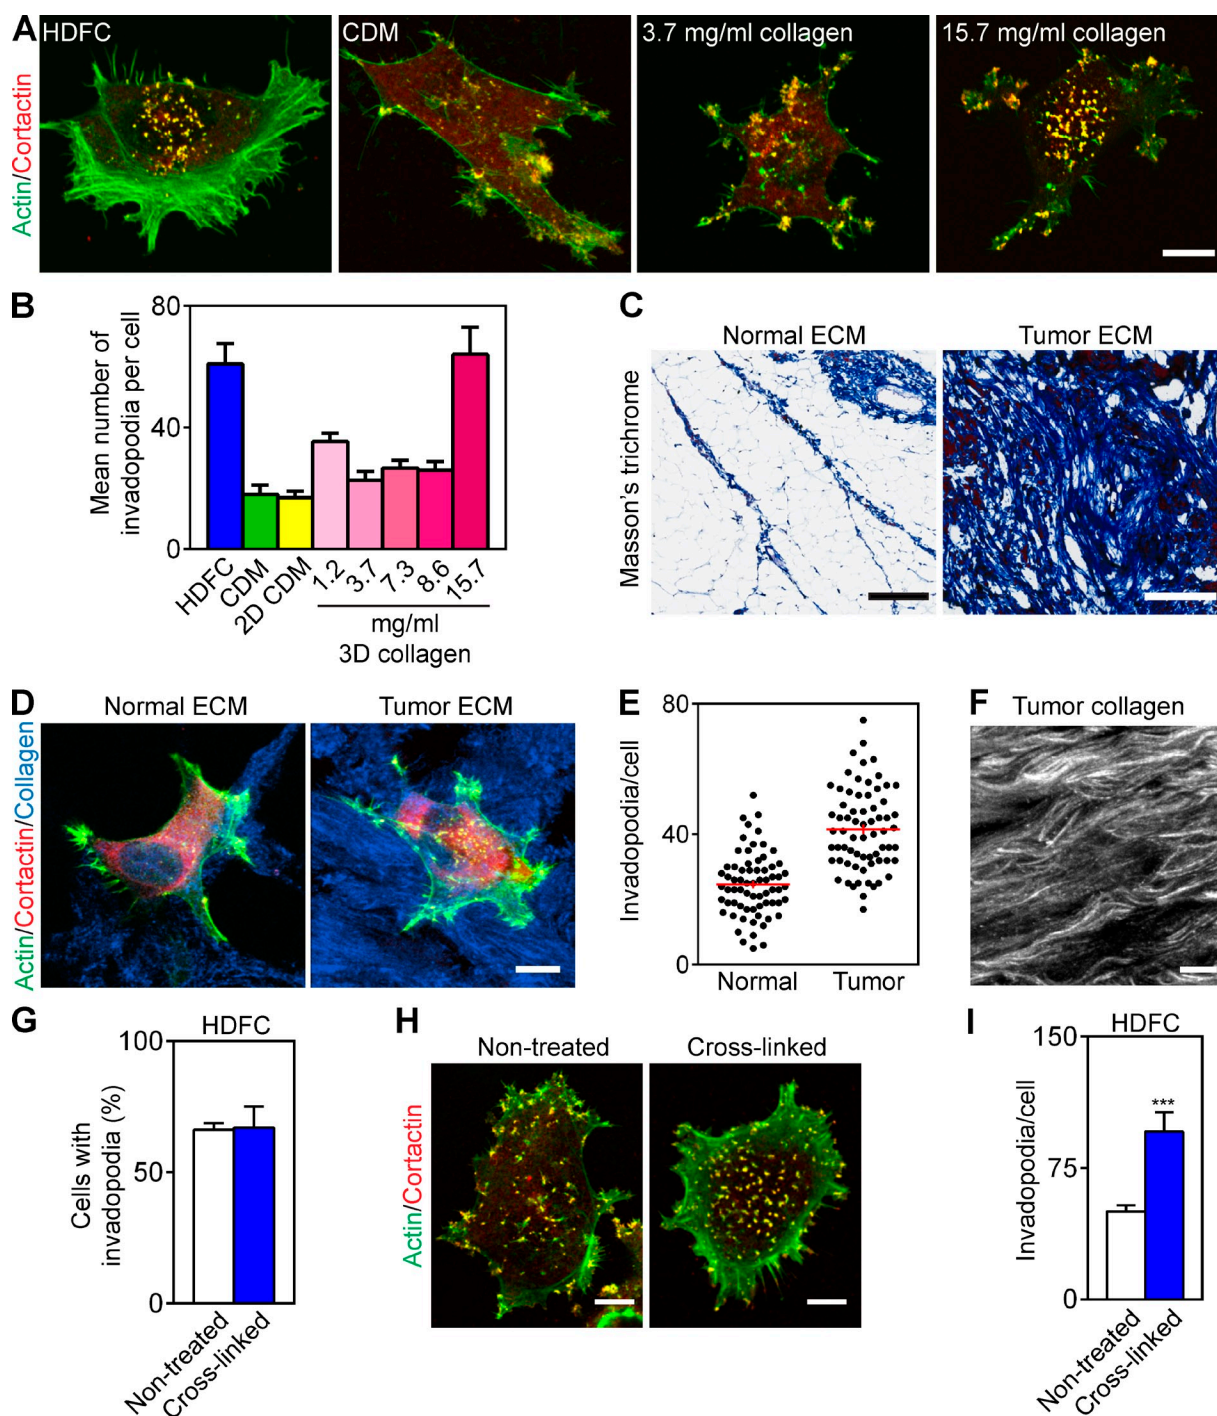 A
HDFC
CDM
3.7 mg/ml collagen
15.7 mg/ml collagen
Actin/Cortactin
B
Mean number of
invadopodia per cell
80
40
0
HDFC
CDM
2D CDM
1.2
3.7
7.3
8.6
15.7
mg/ml
3D collagen
C
Normal ECM
Tumor ECM
Masson's trichrome
D
Normal ECM
Tumor ECM
Actin/Cortactin/Collagen
E
Invadopodia/cell
80
40
0
Normal
Tumor
F
Tumor collagen
G
HDFC
Cells with
invadopodia (%)
100
50
0
Non-treated
Cross-linked
H
Non-treated
Cross-linked
Actin/Cortactin
I
HDFC
Invadopodia/cell
150
75
0
***
Non-treated
Cross-linked